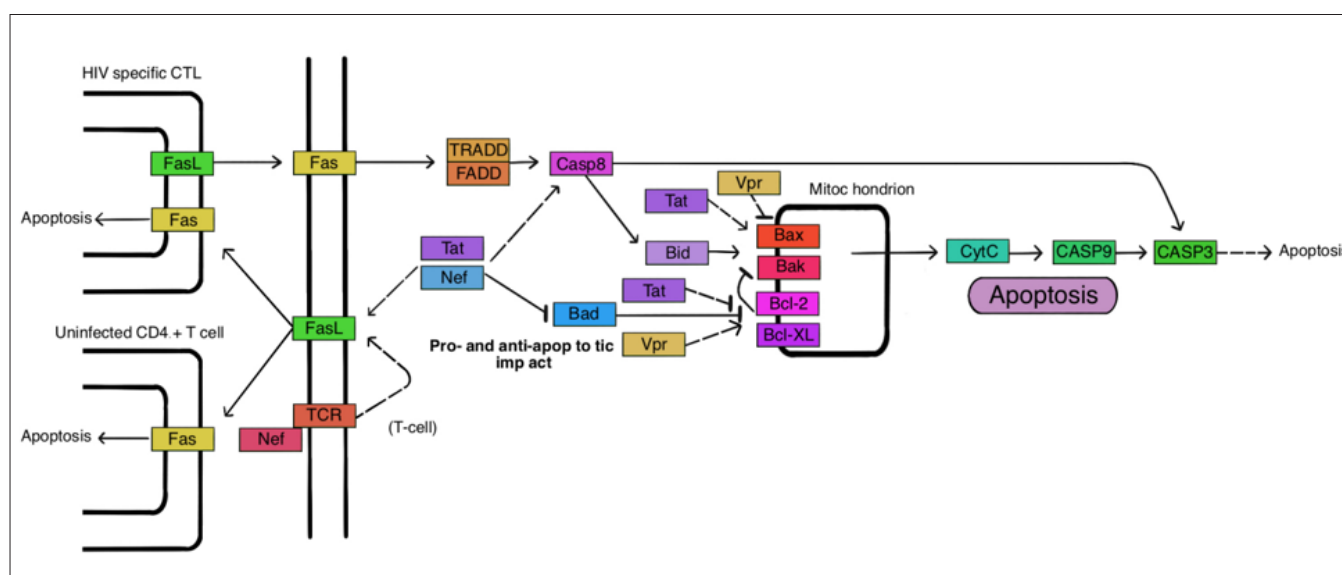 HIV specific CTL
FasL
Fas
TRADD
FADD
Casp8
Vpr
Mitoc hondrion
Tat
Apoptosis
Fas
Bax
Tat
Nef
Bid
Bak
CytC
CASP9
CASP3
Apoptosis
Tat
Bcl-2
Apoptosis
Uninfected CD4.+ T cell
FasL
Bad
Bcl-XL
Pro- and anti-apop to tic
imp act
Vpr
TCR
(T-cell)
Apoptosis
Fas
Nef